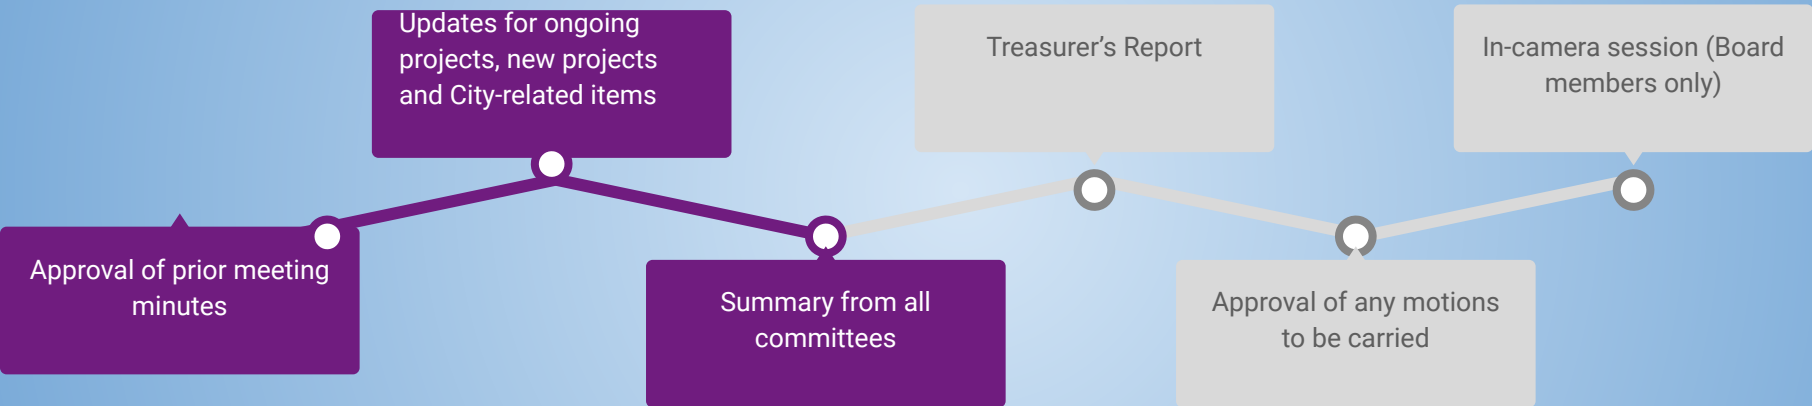 Approval of prior meeting
minutes
Updates for ongoing
projects, new projects
and City-related items
Summary from all
committees
Treasurer’s Report
Approval of any motions
to be carried
In-camera session (Board
members only)